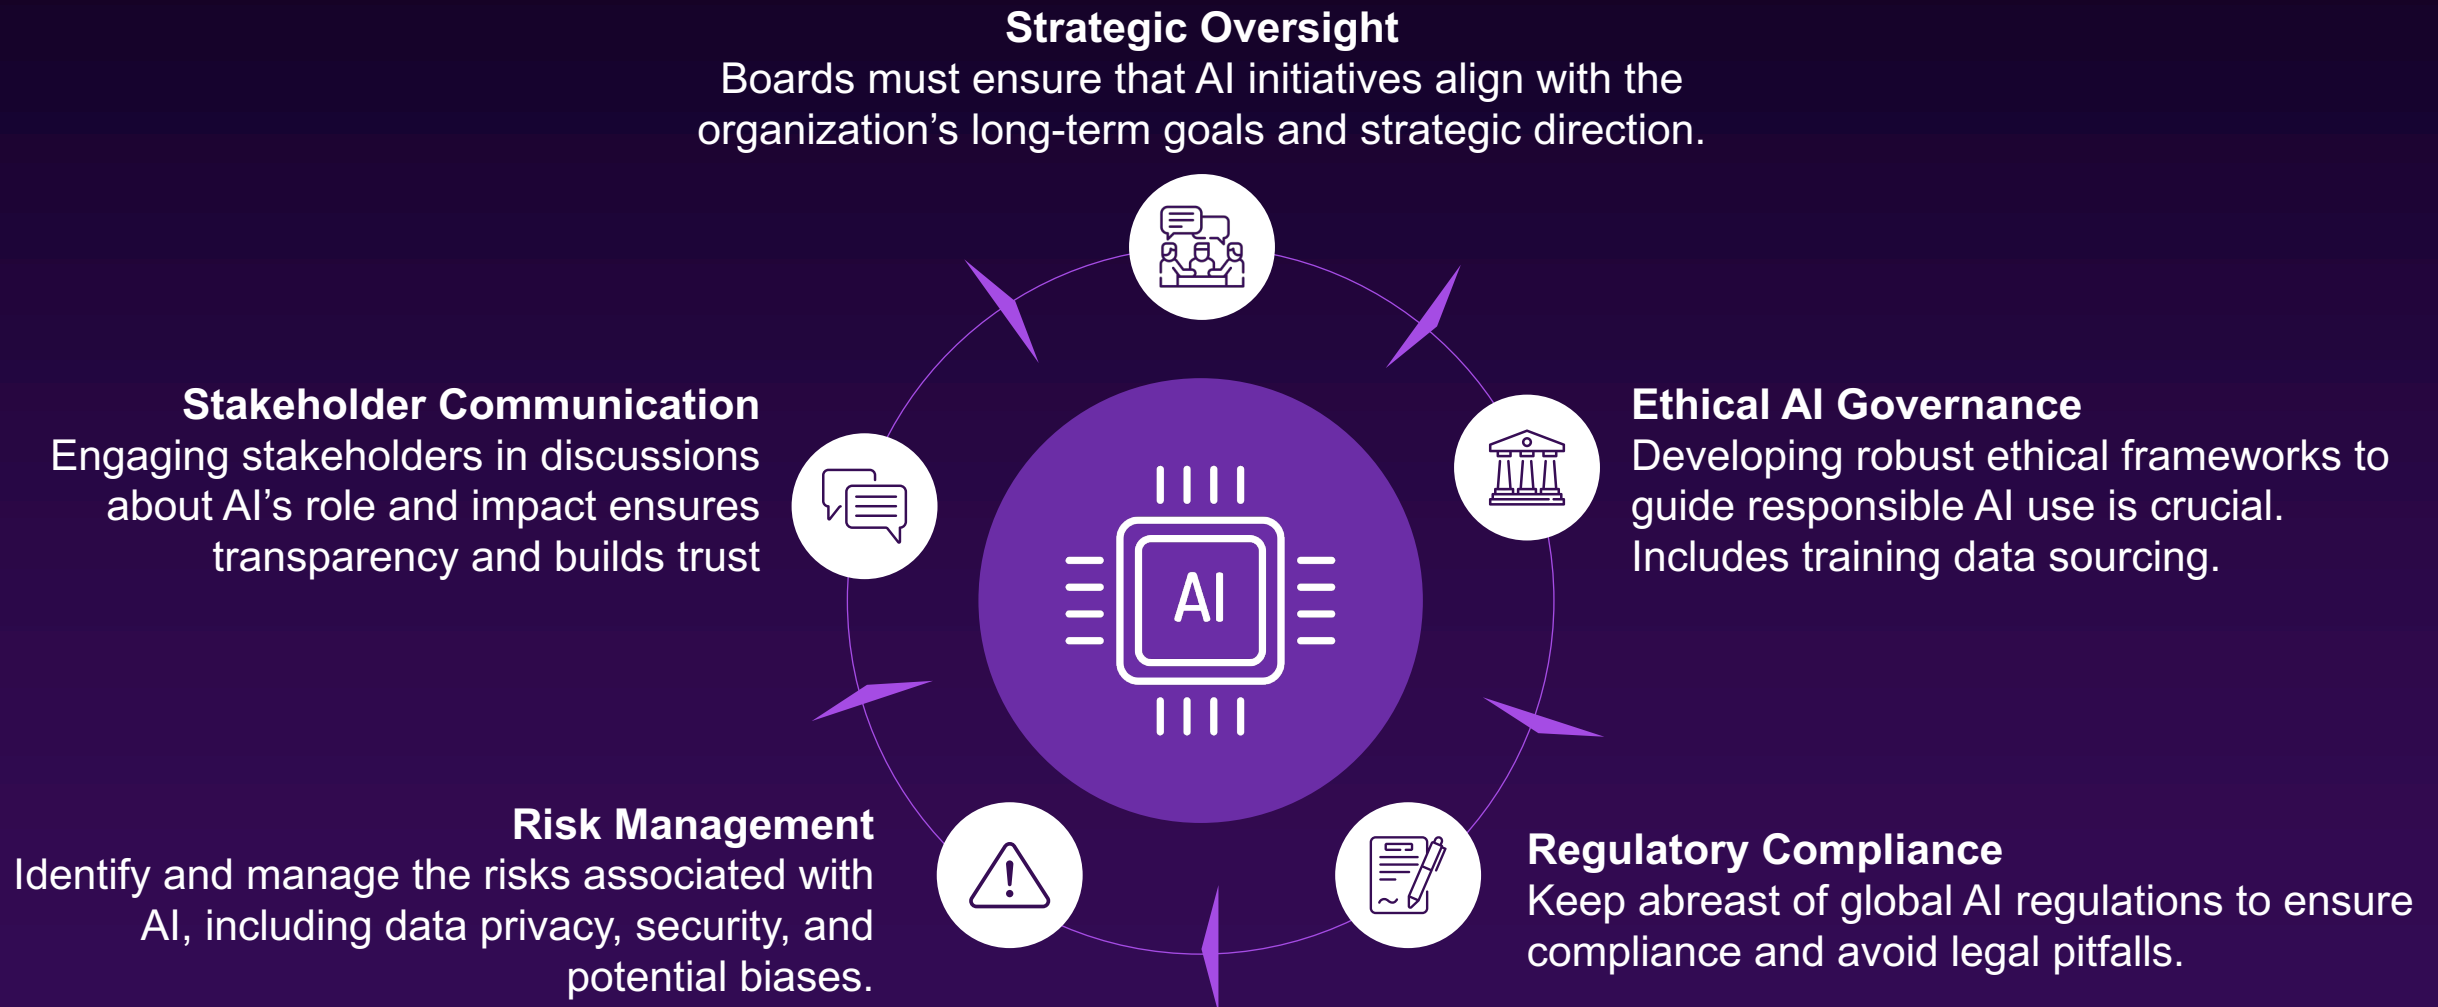 Strategic Oversight
Boards must ensure that AI initiatives align with the
organization’s long-term goals and strategic direction.
Stakeholder Communication
Engaging stakeholders in discussions
about AI’s role and impact ensures
transparency and builds trust
Ethical AI Governance
Developing robust ethical frameworks to
guide responsible AI use is crucial.
Includes training data sourcing.
AI
Risk Management
Identify and manage the risks associated with
AI, including data privacy, security, and
potential biases.
Regulatory Compliance
Keep abreast of global AI regulations to ensure
compliance and avoid legal pitfalls.